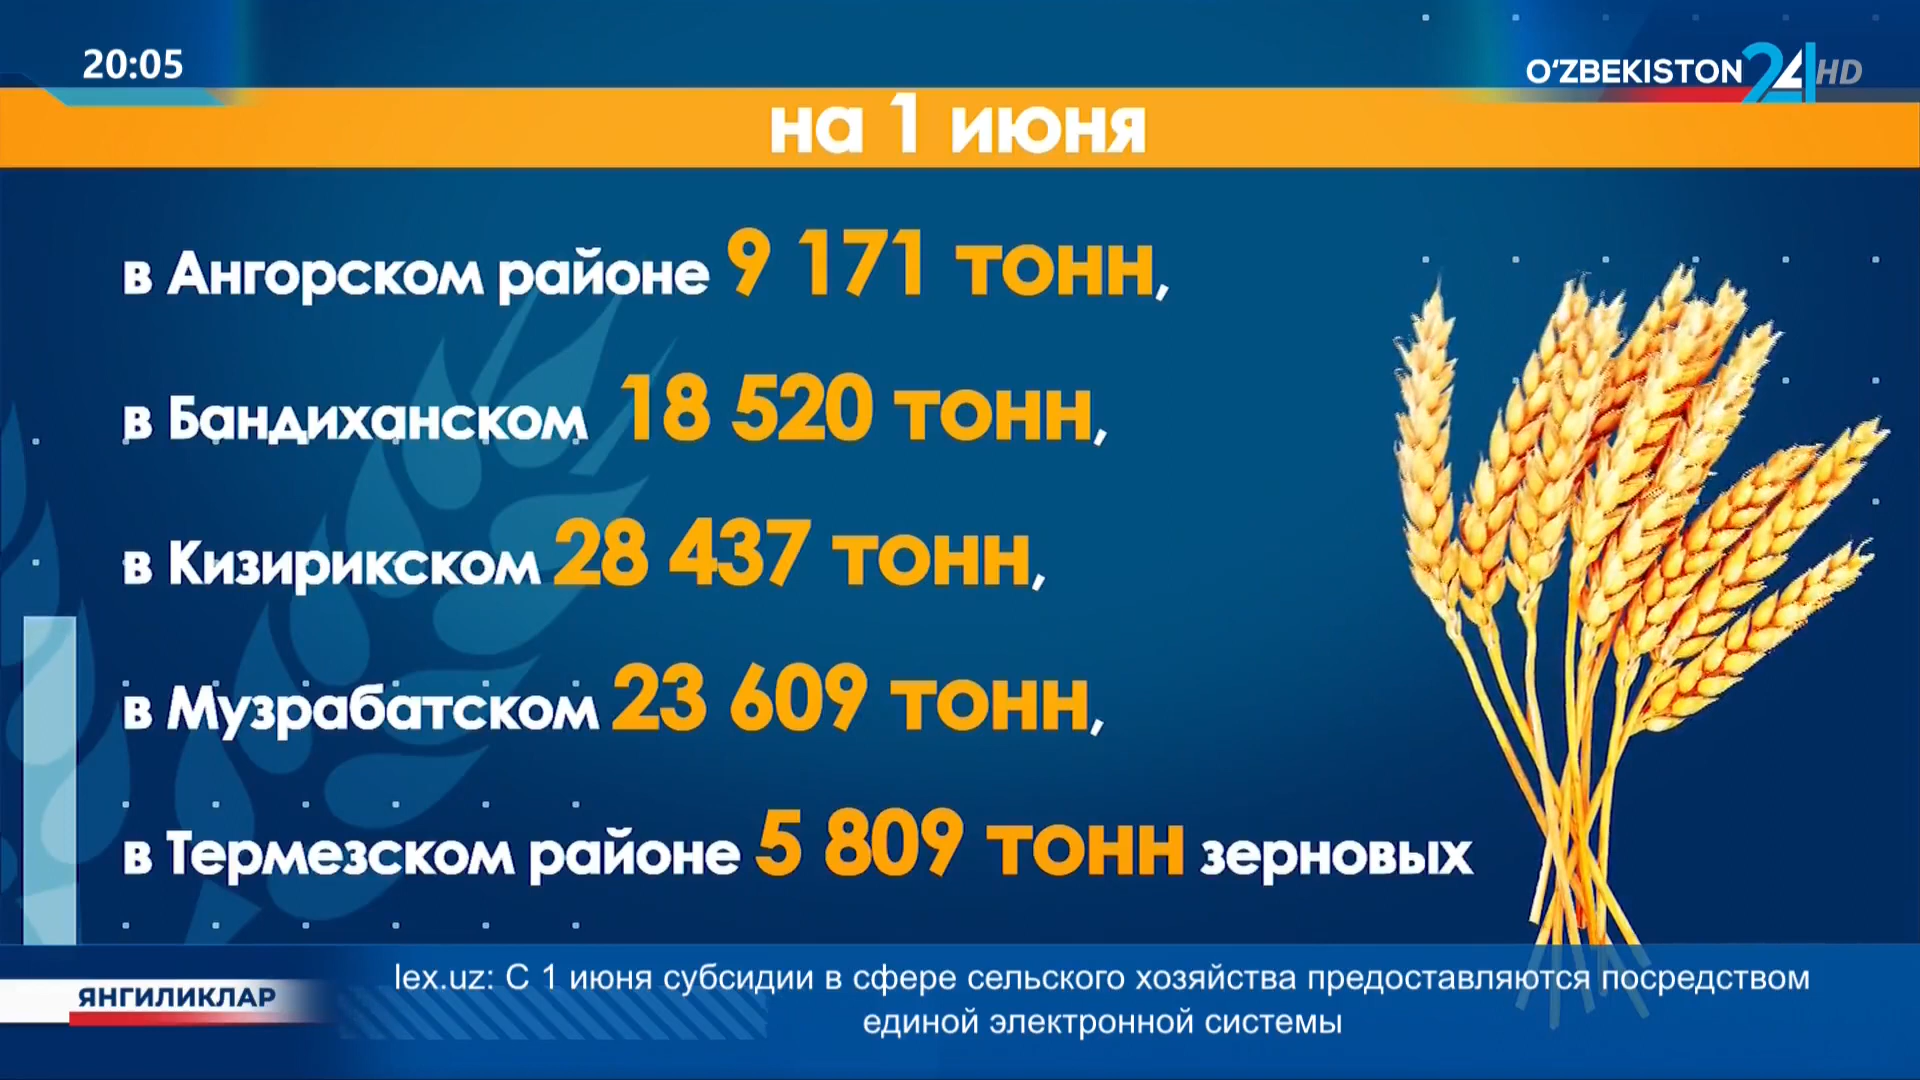 20:05
O‘ZBEKISTON 24 HD
на 1 июня
в Ангорском районе 9 171 тонн,
в Бандиханском 18 520 тонн,
в Кизирикском 28 437 тонн,
в Музрабатском 23 609 тонн,
в Термезском районе 5 809 тонн зерновых
ЯНГИЛИКЛАР
lex.uz: С 1 июня субсидии в сфере сельского хозяйства предоставляются посредством
единой электронной системы